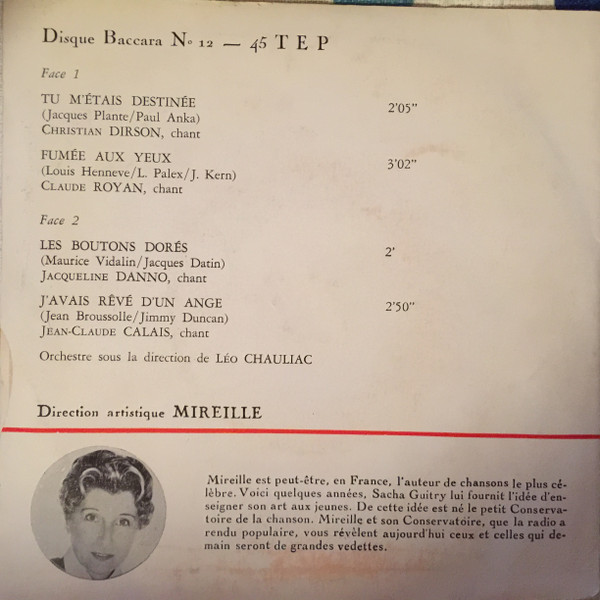 Disque Baccara No 12 — 45 T E P
Face 1
TU M'ÉTAIS DESTINÉE
(Jacques Plante/Paul Anka)
2'05"
CHRISTIAN DIRSON, chant
FUMÉE AUX YEUX
(Louis Henneve/L. Palex/J. Kern)
3'02"
CLAUDE ROYAN, chant
Face 2
LES BOUTONS DORÉS
2'
(Maurice Vidalin/Jacques Datin)
JACQUELINE DANNO, chant
J'AVAIS RÊVÉ D'UN ANGE
2'50"
(Jean Broussolle/Jimmy Duncan)
JEAN-CLAUDE CALAIS, chant
Orchestre sous la direction de LÉO CHAULIAC
Direction artistique MIREILLE
Mireille est peut-être, en France, l'auteur de chansons le plus cé-
lèbre. Voici quelques années, Sacha Guitry lui fournit l'idée d'en-
seigner son art aux jeunes. De cette idée est né le petit Conserva-
toire de la chanson. Mireille et son Conservatoire, que la radio a
rendu populaire, vous révèlent aujourd'hui ceux et celles qui de-
main seront de grandes vedettes.